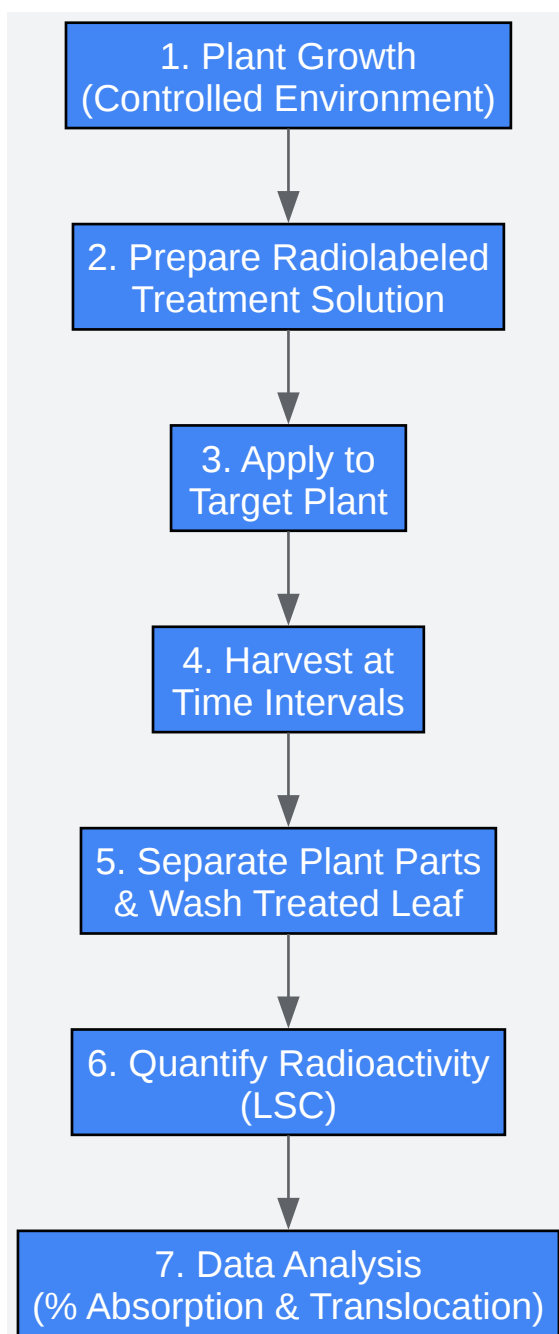 1. Plant Growth
(Controlled Environment)
2. Prepare Radiolabeled
Treatment Solution
3. Apply to
Target Plant
4. Harvest at
Time Intervals
5. Separate Plant Parts
& Wash Treated Leaf
6. Quantify Radioactivity
(LSC)
7. Data Analysis
(% Absorption & Translocation)